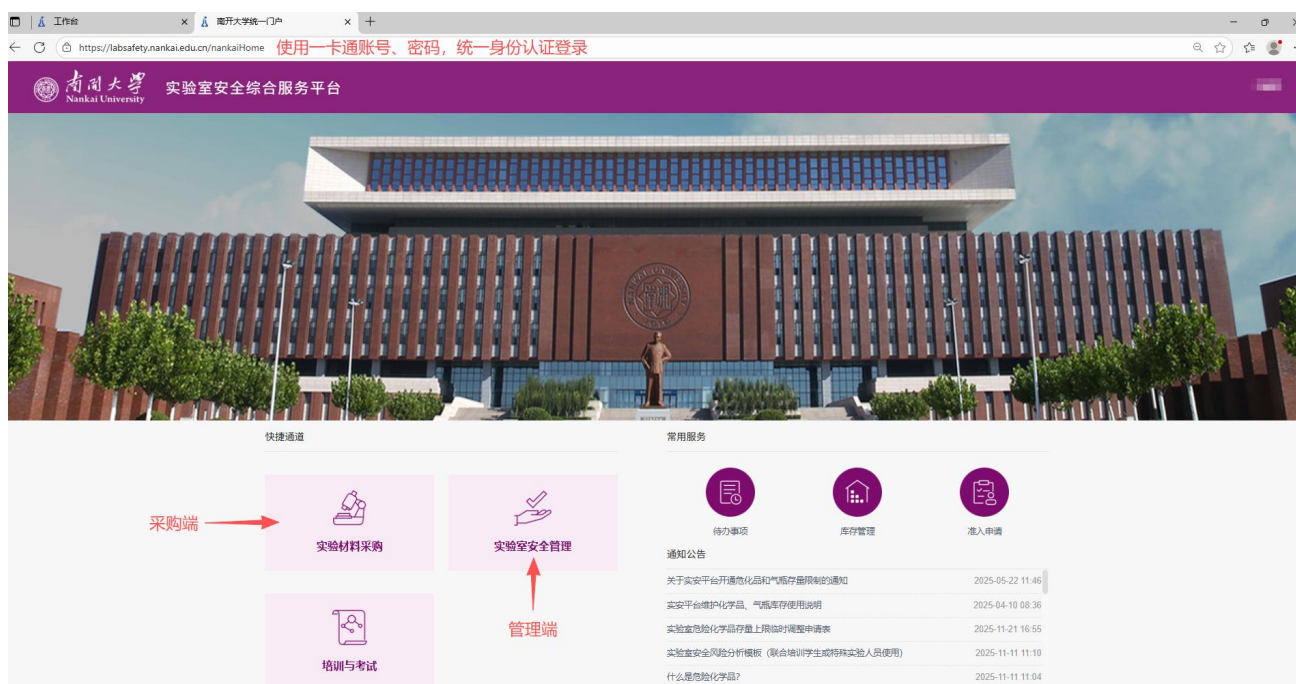 工作台
南开大学统一门户
https://labsafety.nankai.edu.cn/nankaiHome
使用一卡通账号、密码，统一身份认证登录
南开大学
Nankai University
实验室安全综合服务平台
快捷通道
采购端
实验材料采购
实验室安全管理
管理端
培训与考试
常用服务
待办事项
库存管理
准入申请
通知公告
关于实安平台开通危化品和气瓶存量限制的通知 2025-05-22 11:46
实安平台维护化学品、气瓶库存使用说明 2025-04-10 08:36
实验室危险化学品存量上限临时调整申请表 2025-11-21 16:55
实验室安全风险分析模板（联合培训学生或特殊实验人员使用） 2025-11-11 11:10
什么是危险化学品? 2025-11-11 11:04